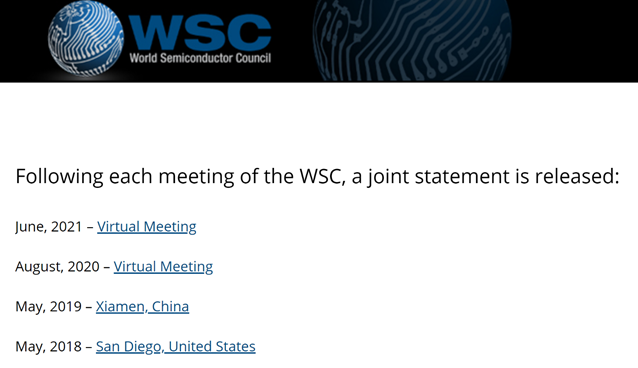 WSC
World Semiconductor Council
Following each meeting of the WSC, a joint statement is released:
June, 2021 – Virtual Meeting
August, 2020 – Virtual Meeting
May, 2019 – Xiamen, China
May, 2018 – San Diego, United States